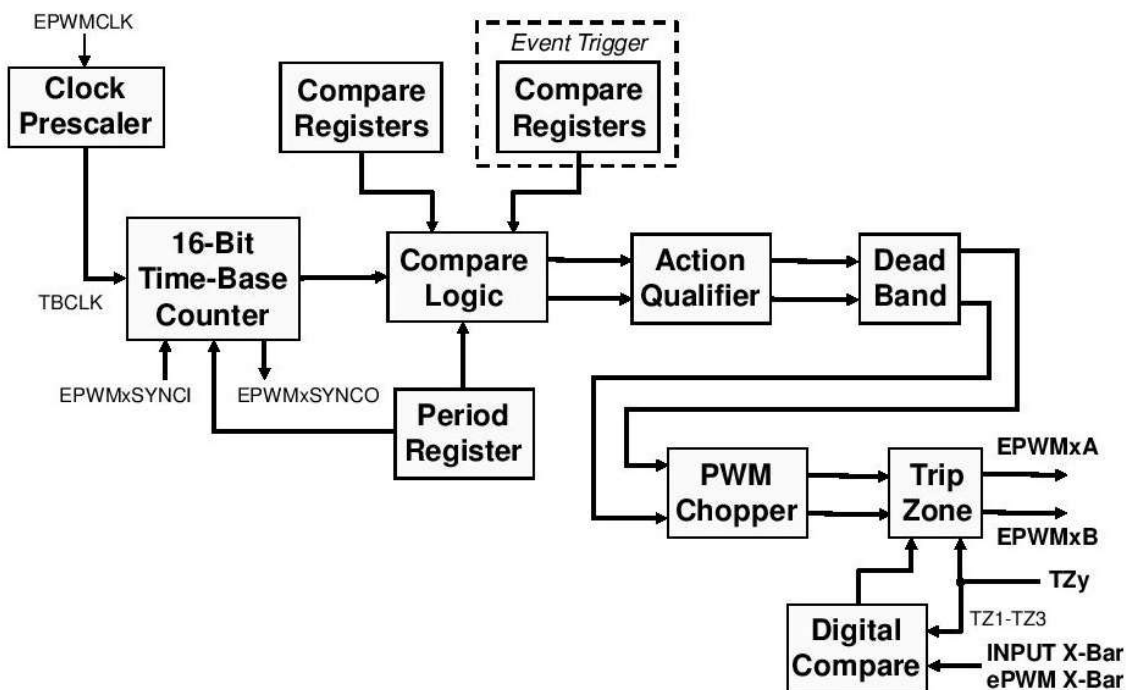 EPWMCLK
Clock
Prescaler
Compare
Registers
Event Trigger
Compare
Registers
TBCLK
16-Bit
Time-Base
Counter
Compare
Logic
Action
Qualifier
Dead
Band
EPWMxSYNCI
EPWMxSYNCO
Period
Register
PWM
Chopper
Trip
Zone
EPWMxA
EPWMxB
TZy
TZ1-TZ3
Digital
Compare
INPUT X-Bar
ePWM X-Bar